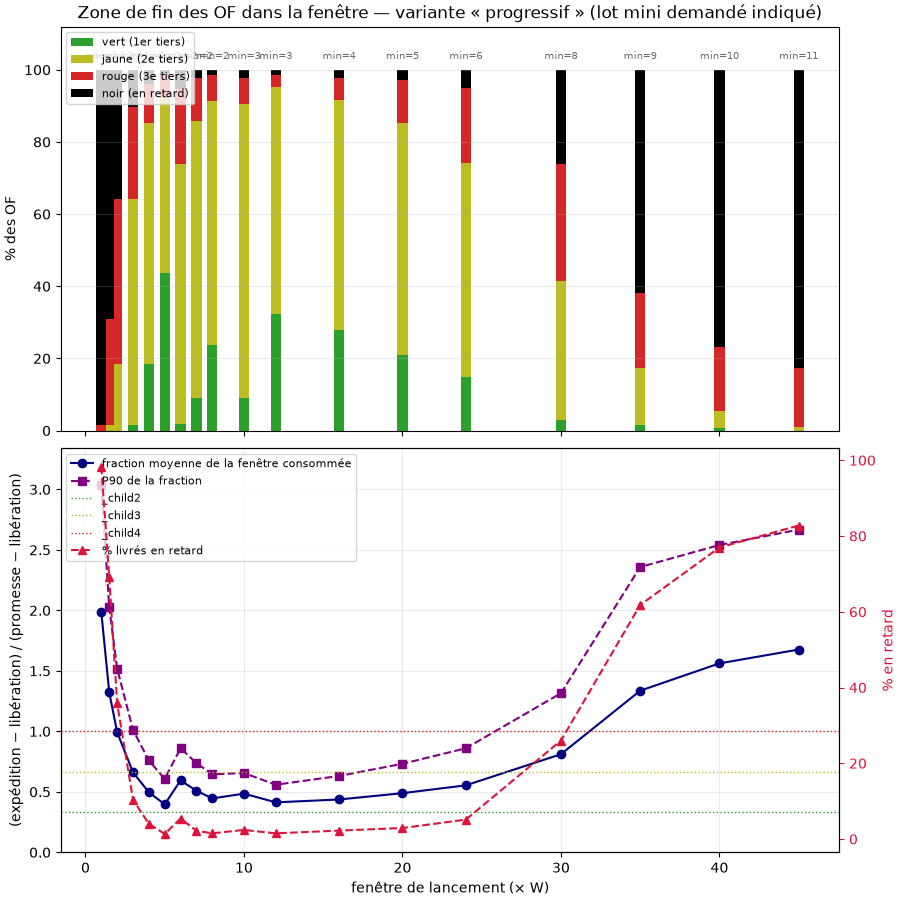 Zone de fin des OF dans la fenêtre — variante « progressif » (lot mini demandé indiqué)
vert (1er tiers)
jaune (2e tiers)
rouge (3e tiers)
noir (en retard)
min=2 min=3 min=3 min=4 min=5 min=6 min=8 min=9 min=10 min=11
100
80
60
40
20
0
% des OF
fraction moyenne de la fenêtre consommée
P90 de la fraction
_child2
_child3
_child4
% livrés en retard
3.0
2.5
2.0
1.5
1.0
0.5
0.0
(expédition − libération) / (promesse − libération)
100
80
60
40
20
0
% en retard
0 10 20 30 40
fenêtre de lancement (× W)